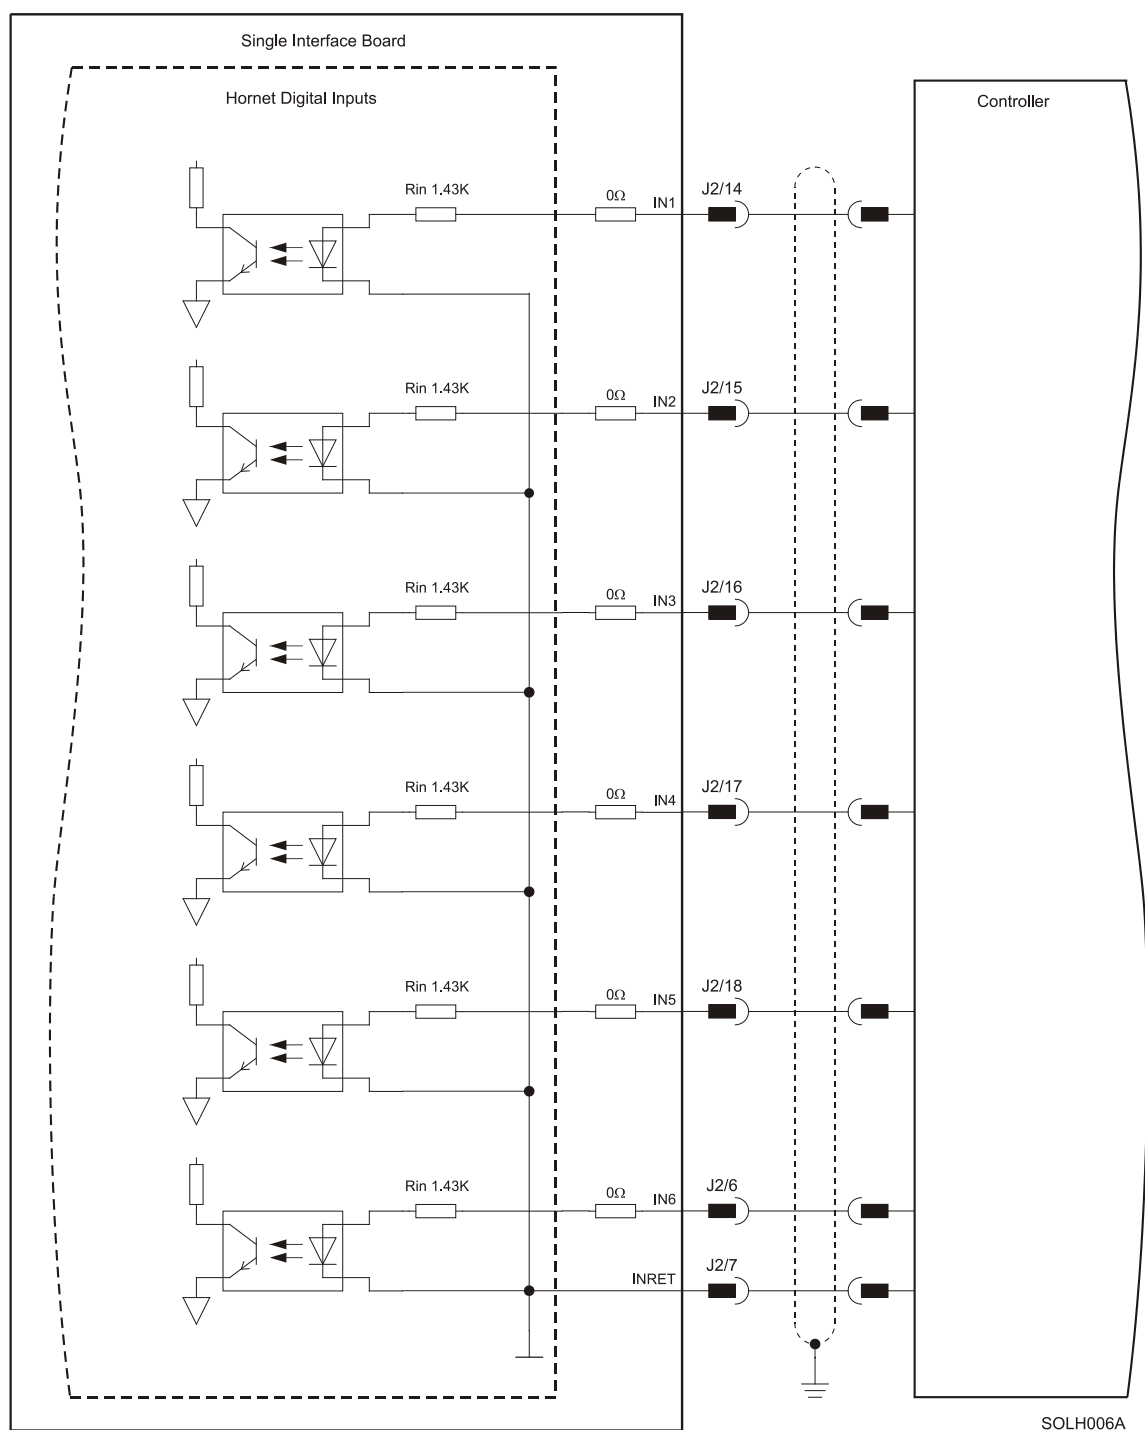 Single Interface Board
Hornet Digital Inputs
Controller
Rin 1.43K
0Ω
IN1
J2/14
Rin 1.43K
0Ω
IN2
J2/15
Rin 1.43K
0Ω
IN3
J2/16
Rin 1.43K
0Ω
IN4
J2/17
Rin 1.43K
0Ω
IN5
J2/18
Rin 1.43K
0Ω
IN6
J2/6
INRET
J2/7
SOLH006A